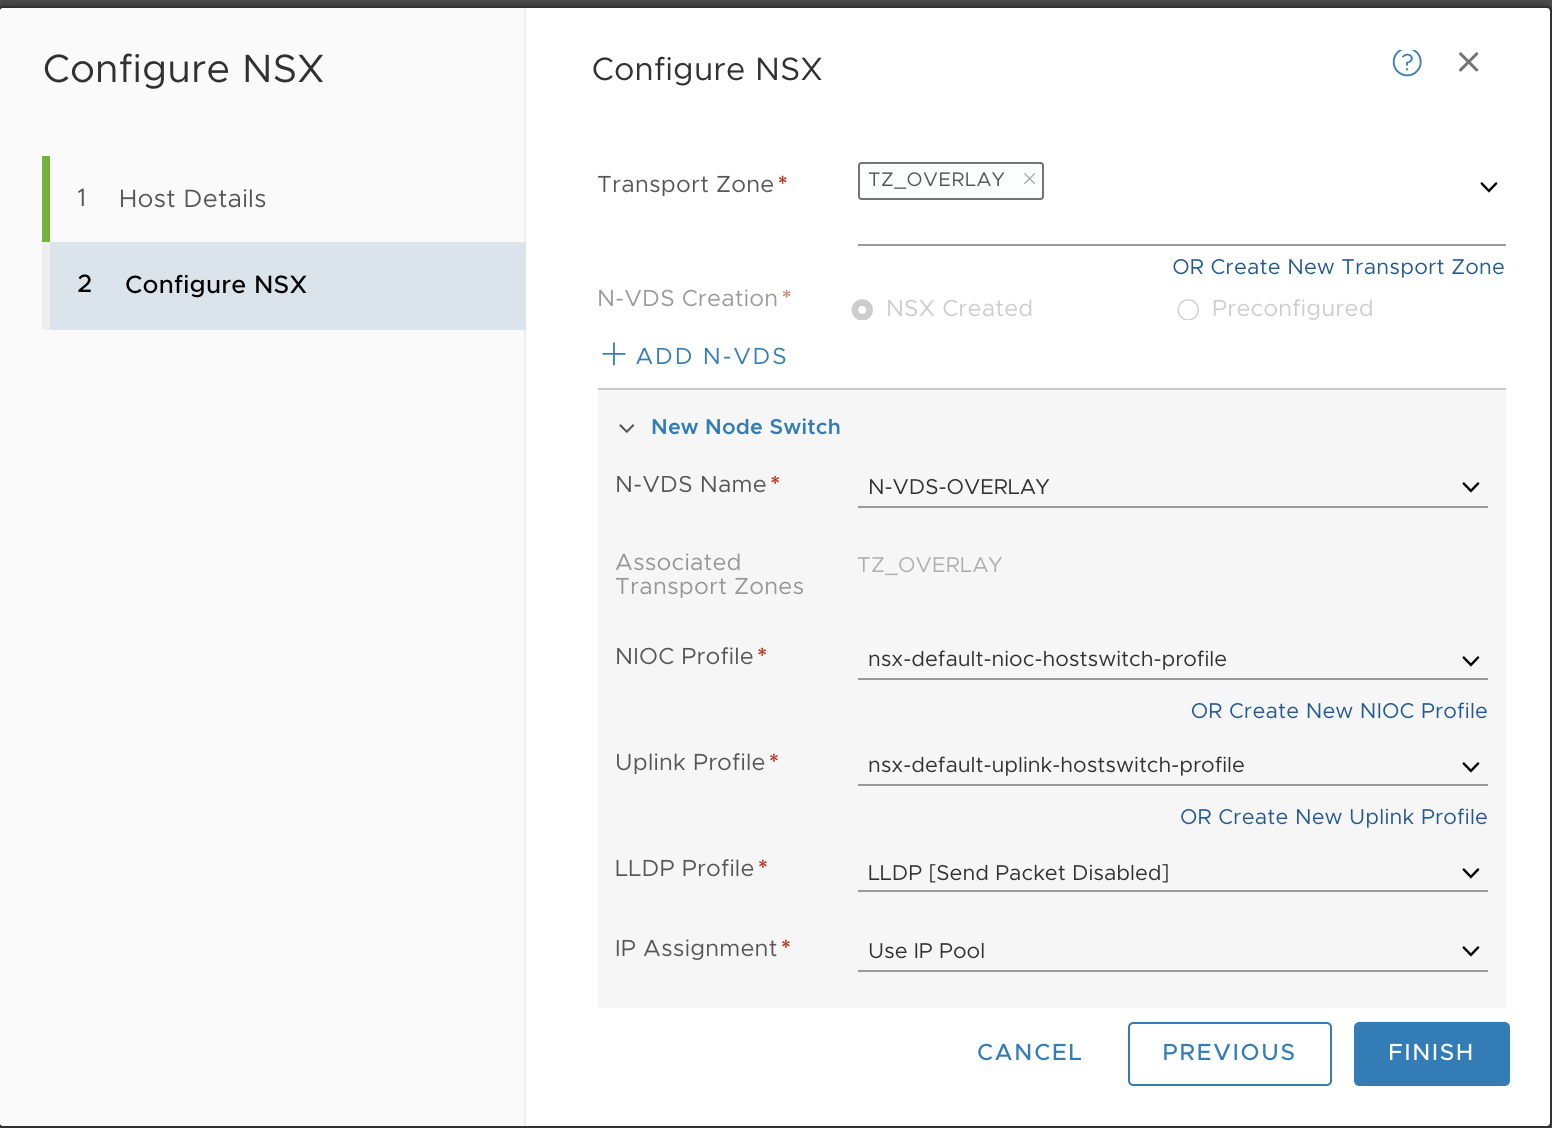 Configure NSX
1 Host Details
2 Configure NSX
Configure NSX
?
Transport Zone*
TZ_OVERLAY ×
OR Create New Transport Zone
N-VDS Creation*
NSX Created
Preconfigured
+ ADD N-VDS
New Node Switch
N-VDS Name*
N-VDS-OVERLAY
Associated
Transport Zones
TZ_OVERLAY
NIOC Profile*
nsx-default-nioc-hostswitch-profile
OR Create New NIOC Profile
Uplink Profile*
nsx-default-uplink-hostswitch-profile
OR Create New Uplink Profile
LLDP Profile*
LLDP [Send Packet Disabled]
IP Assignment*
Use IP Pool
CANCEL
PREVIOUS
FINISH